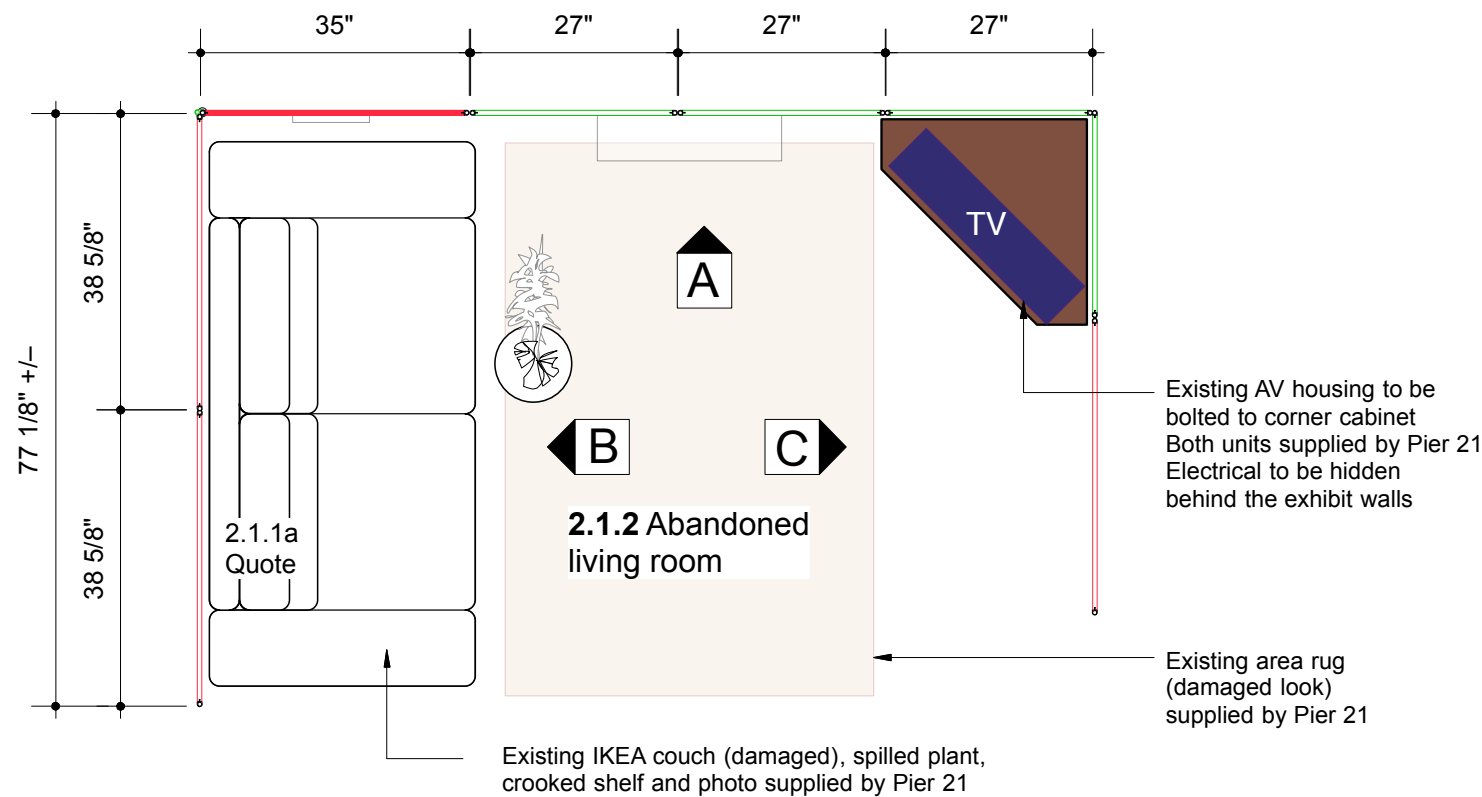 35"
27"
27"
27"
38 5/8"
77 1/8" +/–
38 5/8"
TV
A
B
C
2.1.1a
Quote
2.1.2 Abandoned
living room
Existing AV housing to be
bolted to corner cabinet
Both units supplied by Pier 21
Electrical to be hidden
behind the exhibit walls
Existing area rug
(damaged look)
supplied by Pier 21
Existing IKEA couch (damaged), spilled plant,
crooked shelf and photo supplied by Pier 21